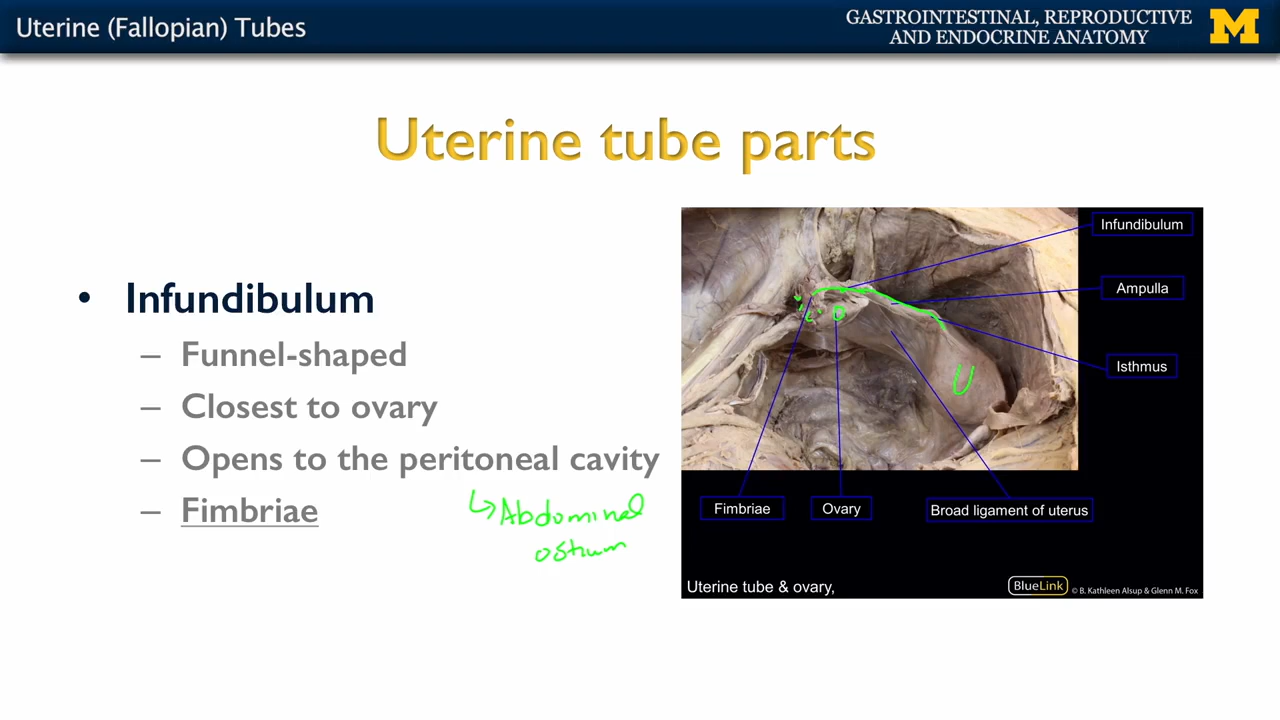 Uterine (Fallopian) Tubes
GASTROINTESTINAL, REPRODUCTIVE
AND ENDOCRINE ANATOMY
M
Uterine tube parts
• Infundibulum
– Funnel-shaped
– Closest to ovary
– Opens to the peritoneal cavity
– Fimbriae
↳ Abdominal
ostium
Infundibulum
Ampulla
Isthmus
O
U
Fimbriae
Ovary
Broad ligament of uterus
Uterine tube & ovary,
BlueLink © B. Kathleen Alsup & Glenn M. Fox